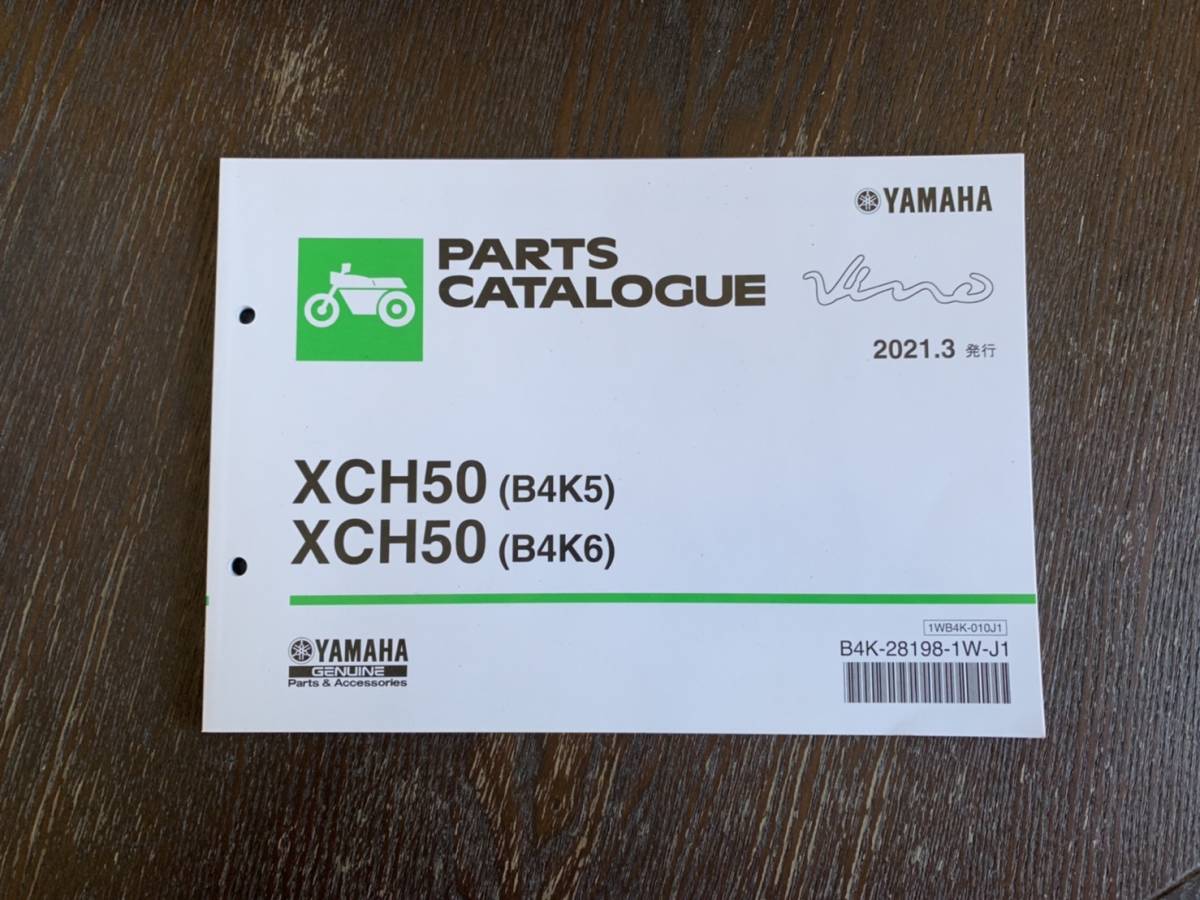 YAMAHA
PARTS
CATALOGUE
Vino
2021.3 発行
XCH50 (B4K5)
XCH50 (B4K6)
YAMAHA
GENUINE
Parts & Accessories
1WB4K-010J1
B4K-28198-1W-J1